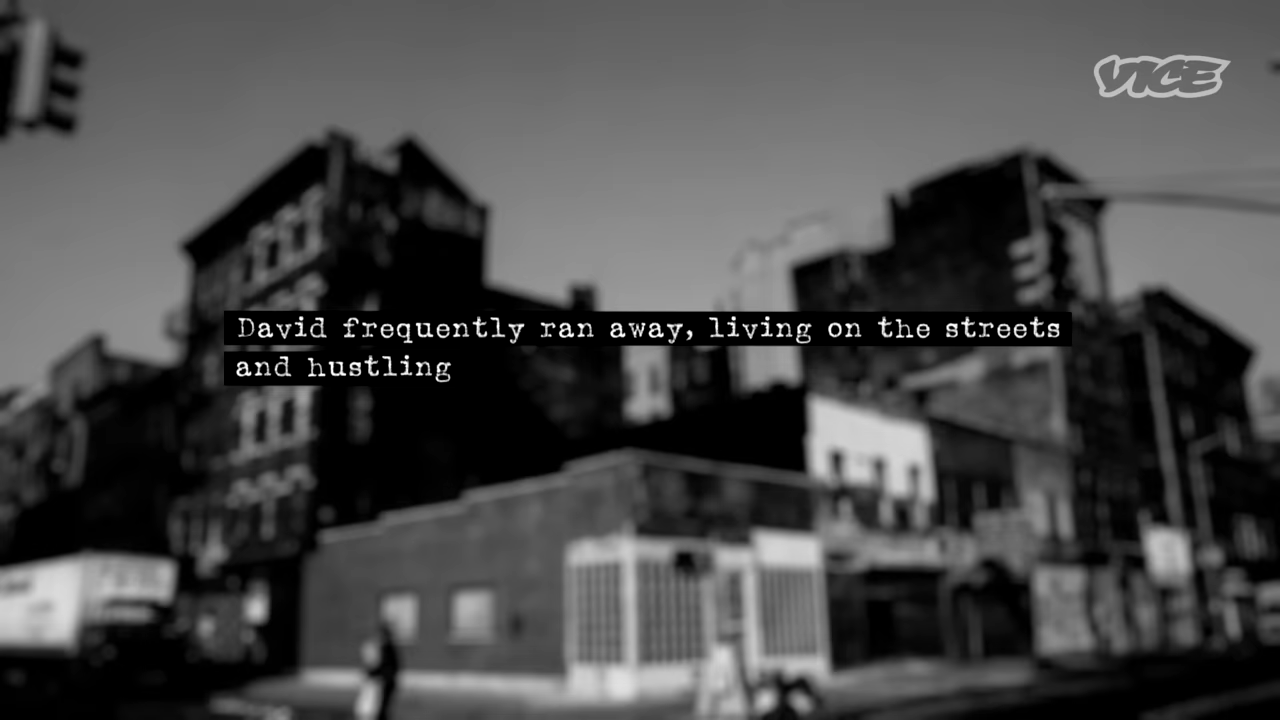 VICE
David frequently ran away, living on the streets
and hustling